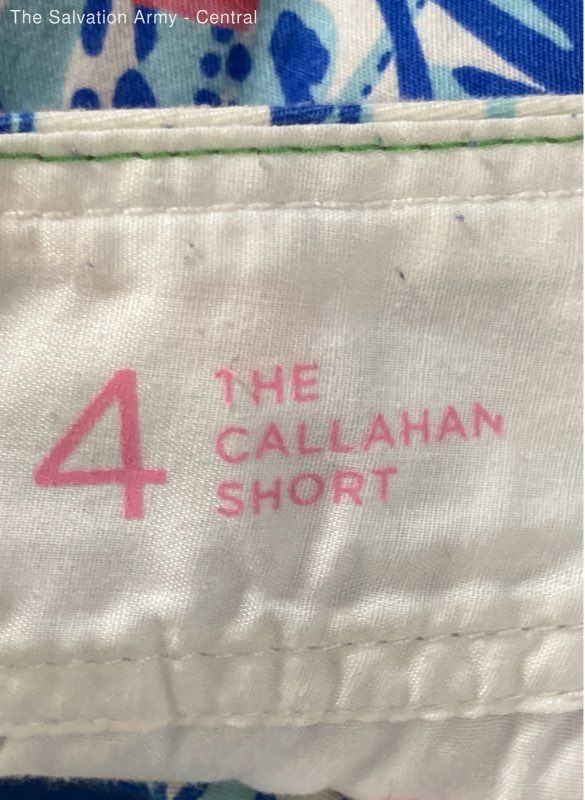 The Salvation Army - Central
4
THE
CALLAHAN
SHORT